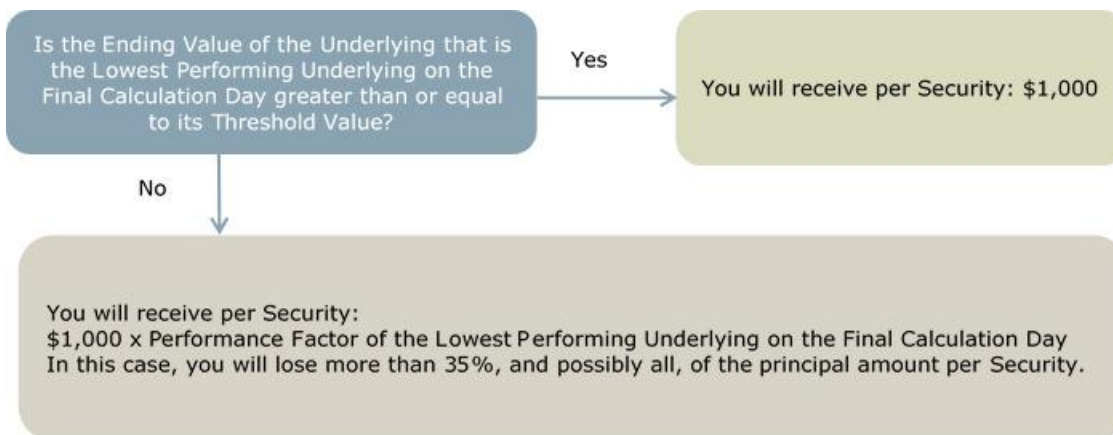 Is the Ending Value of the Underlying that is
the Lowest Performing Underlying on the
Final Calculation Day greater than or equal
to its Threshold Value?
Yes
You will receive per Security: $1,000
No
You will receive per Security:
$1,000 x Performance Factor of the Lowest Performing Underlying on the Final Calculation Day
In this case, you will lose more than 35%, and possibly all, of the principal amount per Security.